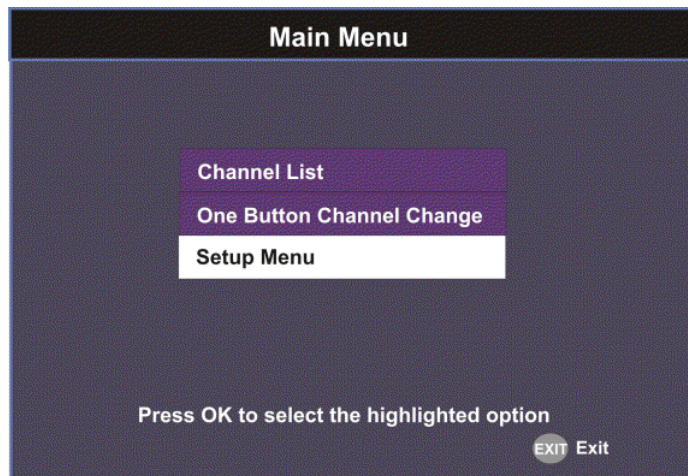 Main Menu
Channel List
One Button Channel Change
Setup Menu
Press OK to select the highlighted option
EXIT Exit